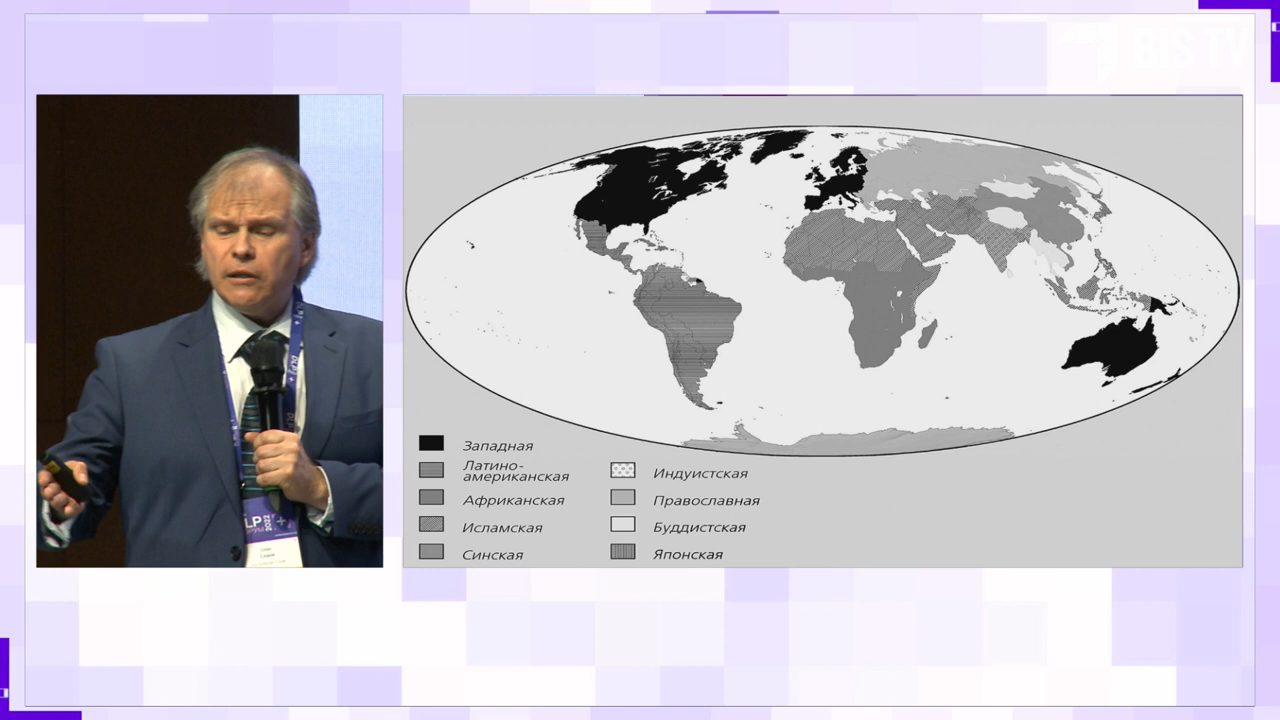 BIS TV
Западная
Латино-
американская
Африканская
Исламская
Синская
Индуистская
Православная
Буддистская
Японская